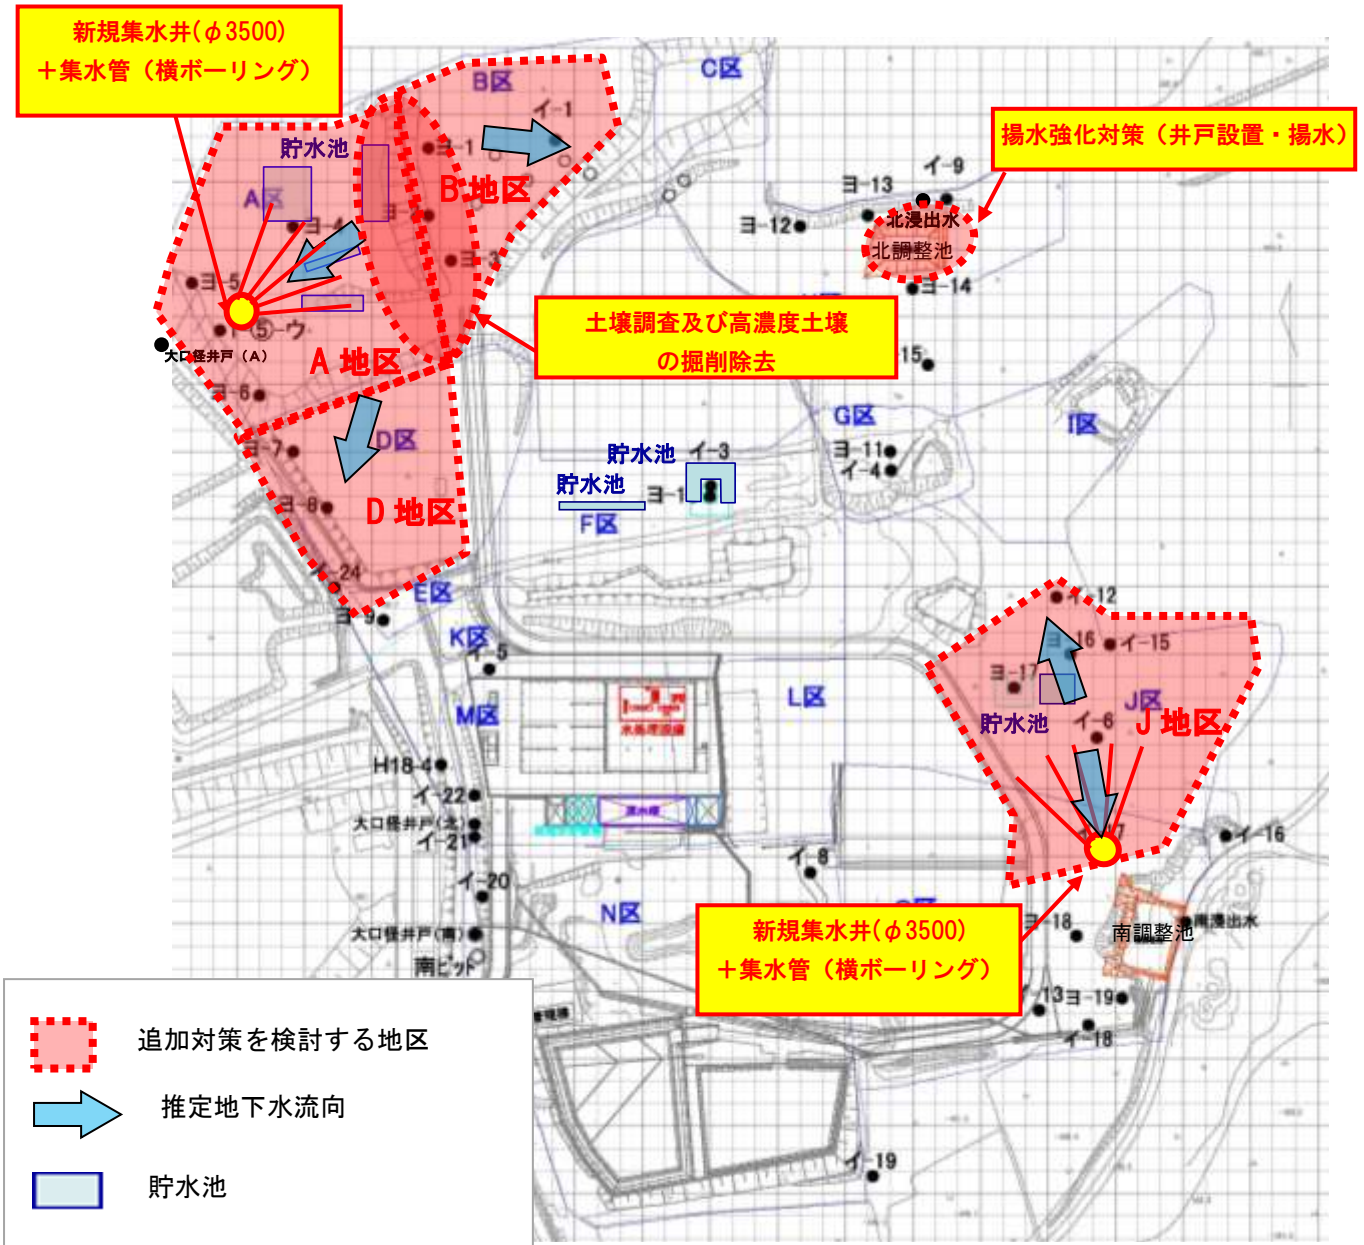 新規集水井(φ3500)
+集水管（横ボーリング）
B区
C区
イ-1
揚水強化対策（井戸設置・揚水）
貯水池
ヨ-1
イ-9
ヨ-13
B地区
A区
北浸出水
ヨ-4
ヨ-12
北調整池
ヨ-3
ヨ-5
ヨ-14
土壌調査及び高濃度土壌
の掘削除去
⑤-ウ
大口径井戸（A）
A地区
15
ヨ-6
G区
I区
D区
ヨ-7
貯水池
イ-3
ヨ-11
イ-4
貯水池
ヨ-1
ヨ-8
D地区
F区
イ-24
E区
イ-12
ヨ-9
K区
16
イ-15
イ-5
ヨ-17
L区
J区
M区
貯水池
イ-6
J地区
水処理設備
H18-4
イ-22
大口径井戸(北)
イ-21
イ-16
イ-8
イ-20
N区
新規集水井(φ3500)
+集水管（横ボーリング）
ヨ-18
南浸出水
南調整池
大口径井戸(南)
南ピット
-13
ヨ-19
イ-18
追加対策を検討する地区
推定地下水流向
イ-19
貯水池